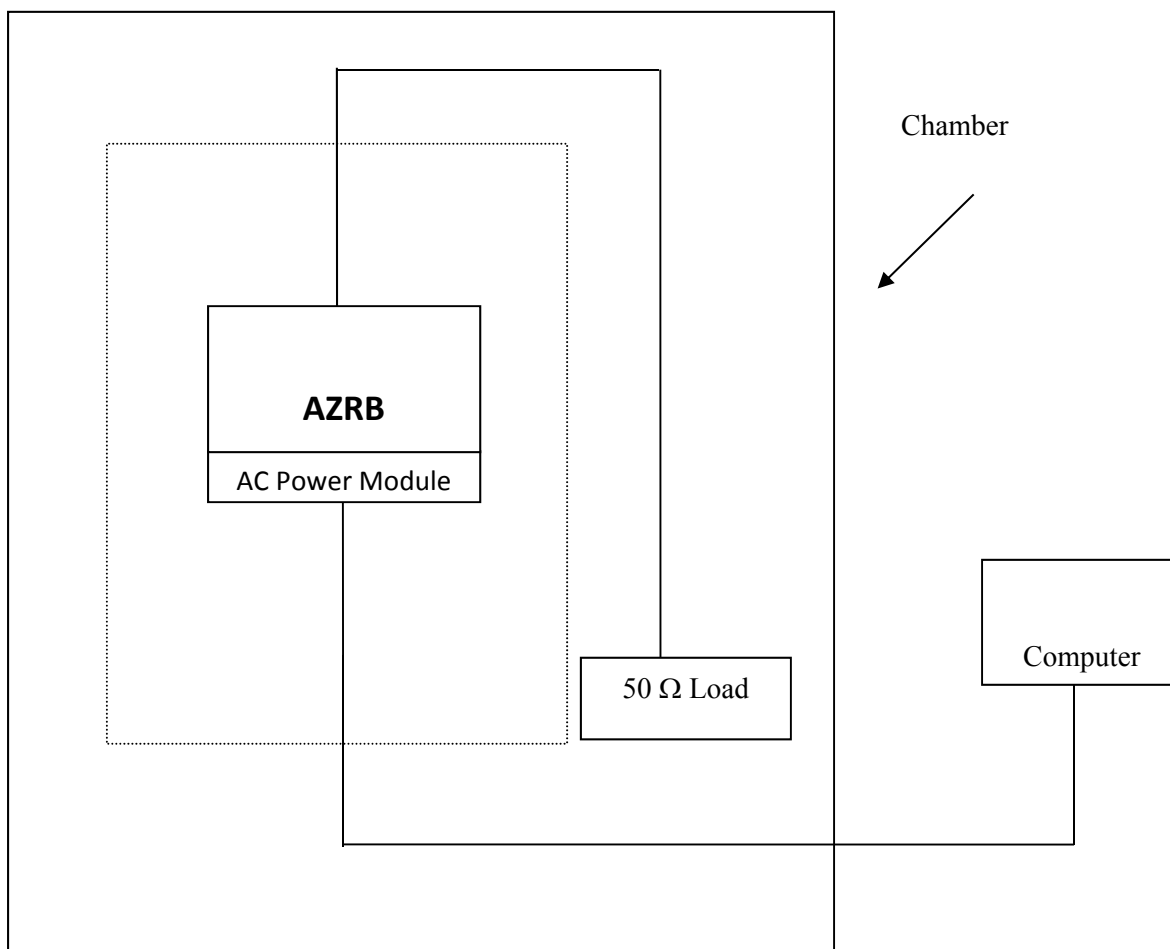 Chamber
AZRB
AC Power Module
50 Ω Load
Computer